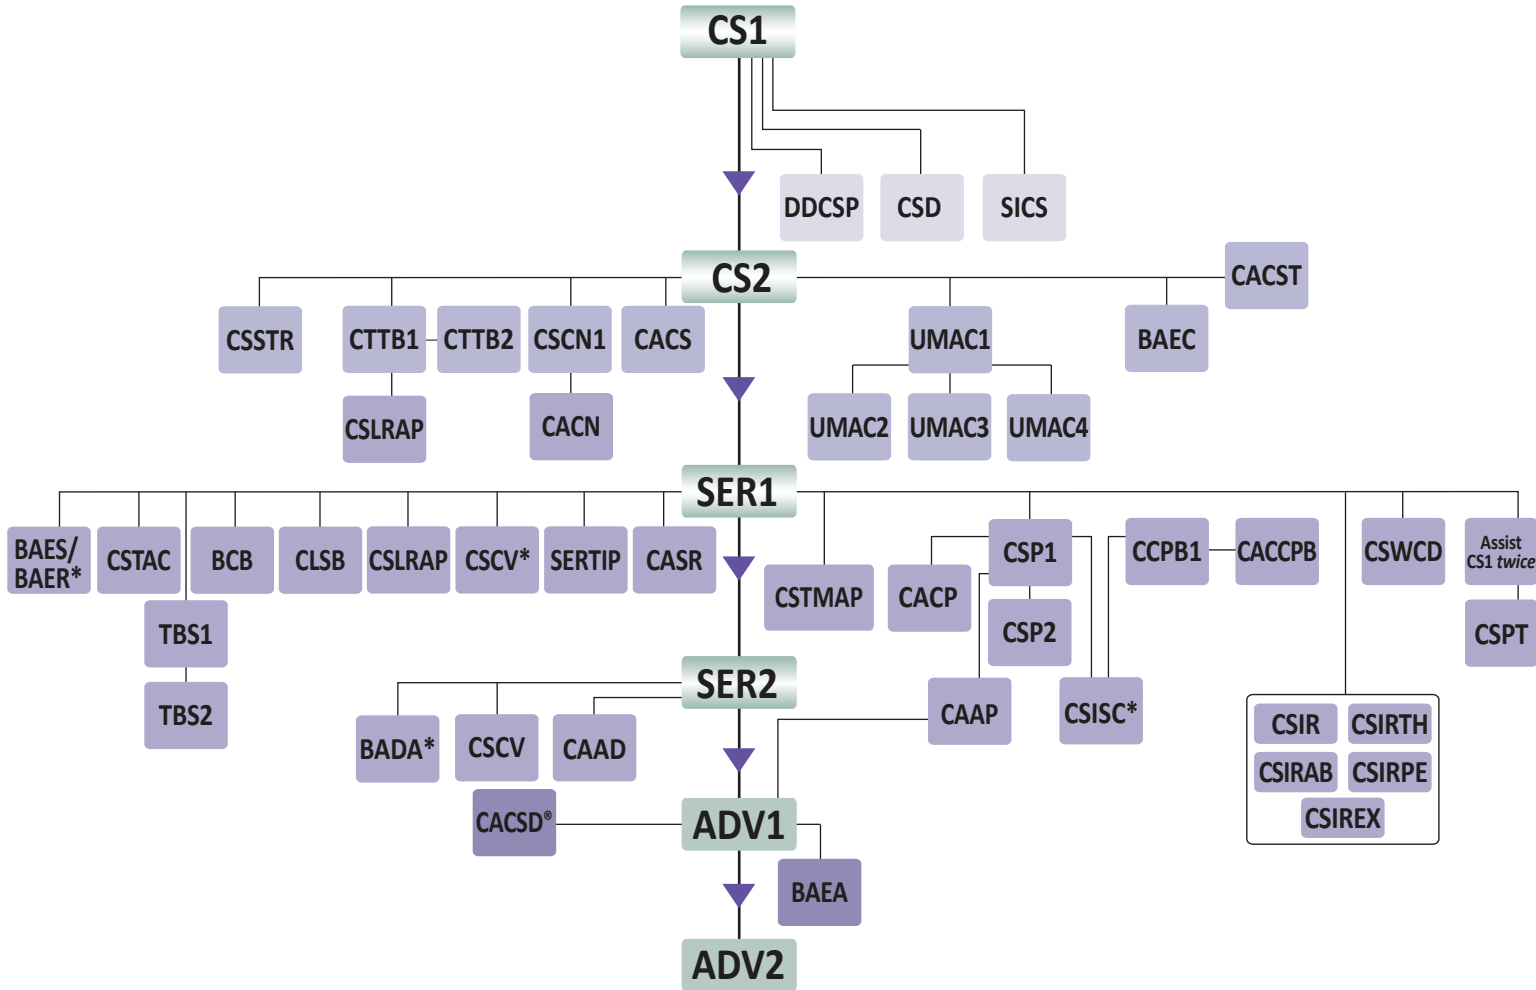 CS1
DDCSP
CSD
SICS
CS2
CACST
CSSTR
CTTB1
CTTB2
CSCN1
CACS
UMAC1
BAEC
CSLRAP
CACN
UMAC2
UMAC3
UMAC4
SER1
BAES/
BAER*
CSTAC
BCB
CLSB
CSLRAP
CSCV*
SERTIP
CASR
CSTMAP
CACP
CSP1
CCPB1
CACCPB
CSWCD
Assist
CS1 twice
TBS1
CSP2
CSPT
SER2
TBS2
BADA*
CSCV
CAAD
CAAP
CSISC*
CSIR
CSIRTH
CSIRAB
CSIRPE
CSIREX
CACSD®
ADV1
BAEA
ADV2